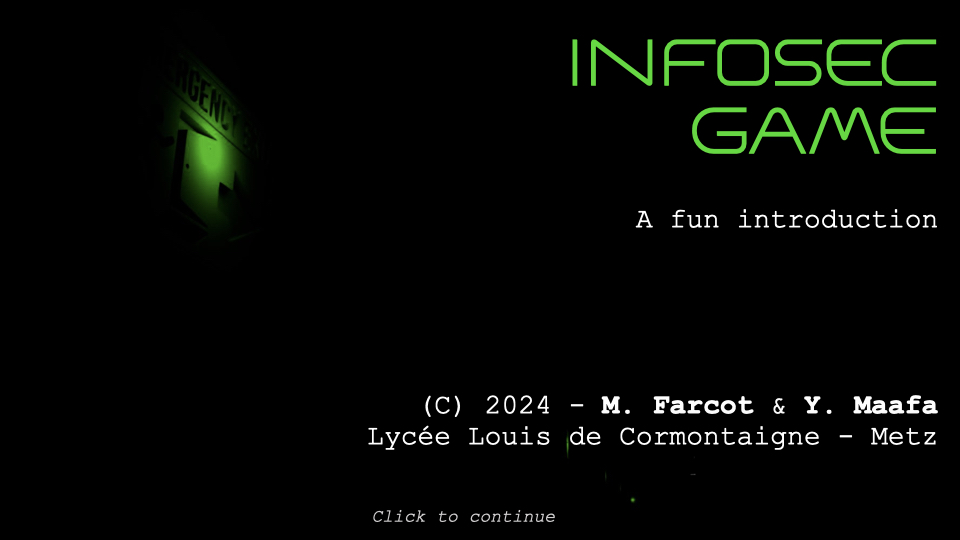 INFOSEC
GAME
A fun introduction
(C) 2024 - M. Farcot & Y. Maafa
Lycée Louis de Cormontaigne - Metz
Click to continue